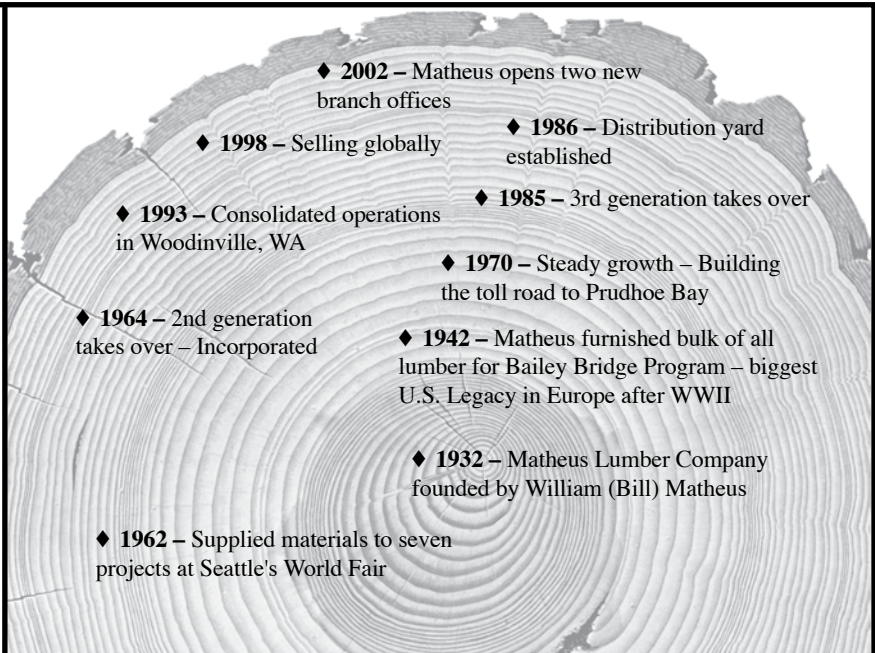 ♦ 2002 – Matheus opens two new
branch offices
♦ 1998 – Selling globally
♦ 1986 – Distribution yard
established
♦ 1985 – 3rd generation takes over
♦ 1993 – Consolidated operations
in Woodinville, WA
♦ 1970 – Steady growth – Building
the toll road to Prudhoe Bay
♦ 1964 – 2nd generation
takes over – Incorporated
♦ 1942 – Matheus furnished bulk of all
lumber for Bailey Bridge Program – biggest
U.S. Legacy in Europe after WWII
♦ 1932 – Matheus Lumber Company
founded by William (Bill) Matheus
♦ 1962 – Supplied materials to seven
projects at Seattle's World Fair